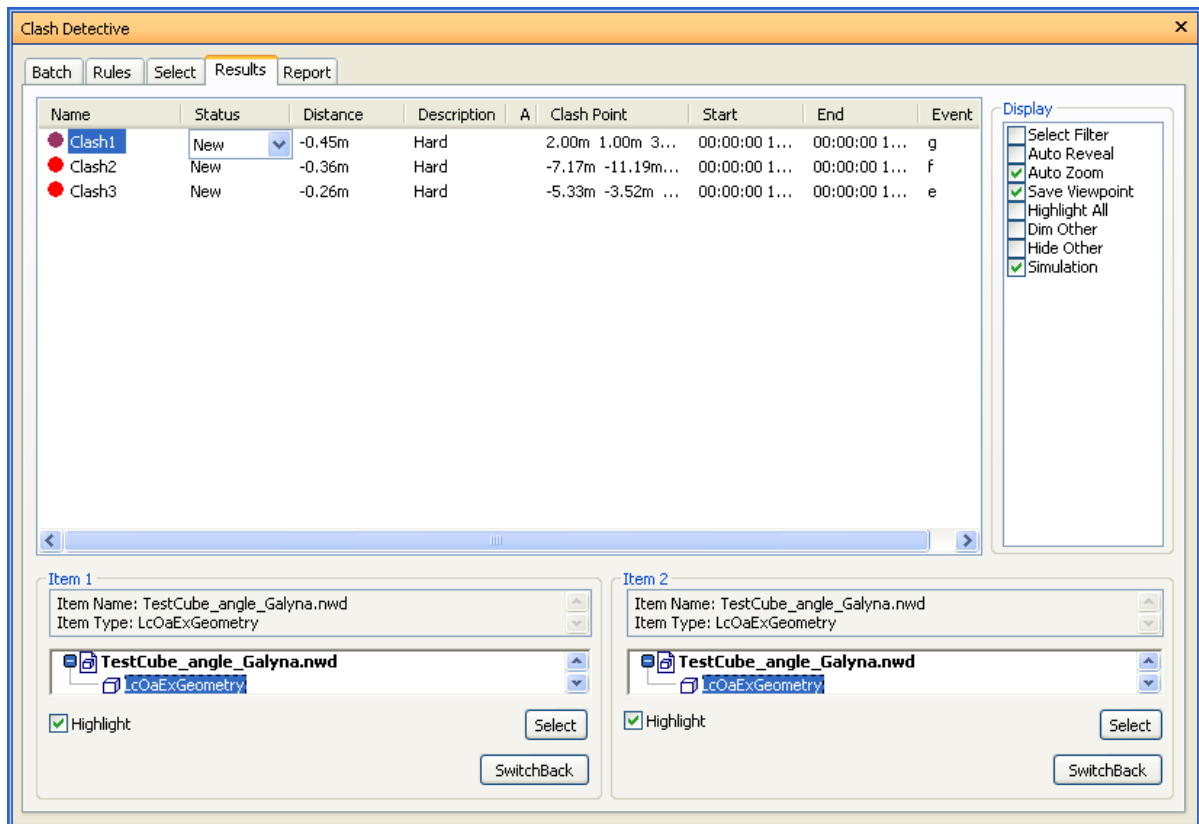 Clash Detective
Batch Rules Select Results Report
Name Status Distance Description A Clash Point Start End Event
Clash1 New -0.45m Hard 2.00m 1.00m 3... 00:00:00 1... 00:00:00 1... g
Clash2 New -0.36m Hard -7.17m -11.19m... 00:00:00 1... 00:00:00 1... f
Clash3 New -0.26m Hard -5.33m -3.52m ... 00:00:00 1... 00:00:00 1... e
Display
Select Filter
Auto Reveal
Auto Zoom
Save Viewpoint
Highlight All
Dim Other
Hide Other
Simulation
Item 1
Item Name: TestCube_angle_Galyna.nwd
Item Type: LcOaExGeometry
TestCube_angle_Galyna.nwd
LcOaExGeometry
Highlight
Select
SwitchBack
Item 2
Item Name: TestCube_angle_Galyna.nwd
Item Type: LcOaExGeometry
TestCube_angle_Galyna.nwd
LcOaExGeometry
Highlight
Select
SwitchBack